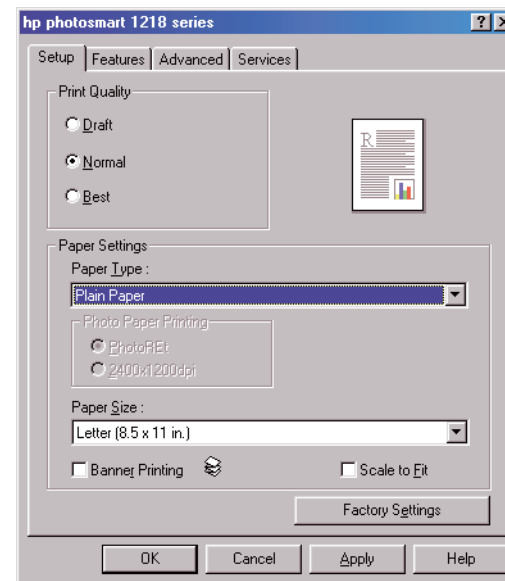 hp photosmart 1218 series
Setup Features Advanced Services
Print Quality
Draft
Normal
Best
R
Paper Settings
Paper Type :
Plain Paper
Photo Paper Printing
PhotoREt
2400x1200dpi
Paper Size :
Letter (8.5 x 11 in.)
Banner Printing Scale to Fit
Factory Settings
OK Cancel Apply Help